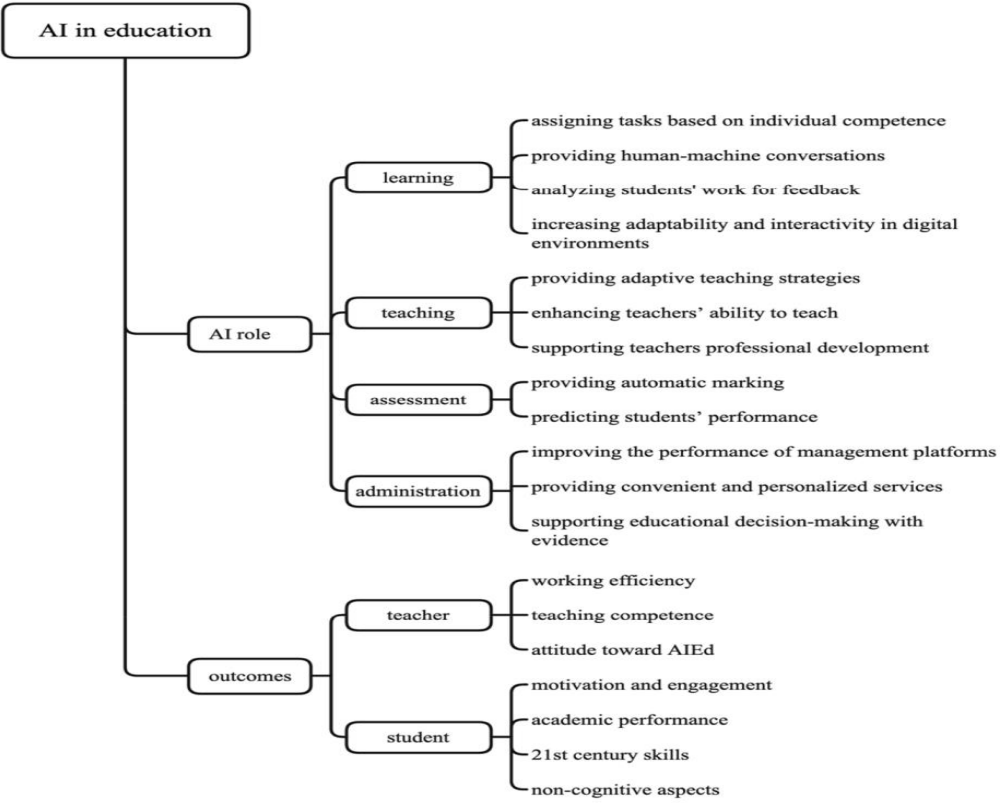 AI in education
assigning tasks based on individual competence
providing human-machine conversations
learning
analyzing students' work for feedback
increasing adaptability and interactivity in digital
environments
providing adaptive teaching strategies
teaching
enhancing teachers’ ability to teach
supporting teachers professional development
AI role
providing automatic marking
assessment
predicting students’ performance
improving the performance of management platforms
administration
providing convenient and personalized services
supporting educational decision-making with
evidence
working efficiency
teacher
teaching competence
attitude toward AIEd
outcomes
motivation and engagement
academic performance
student
21st century skills
non-cognitive aspects